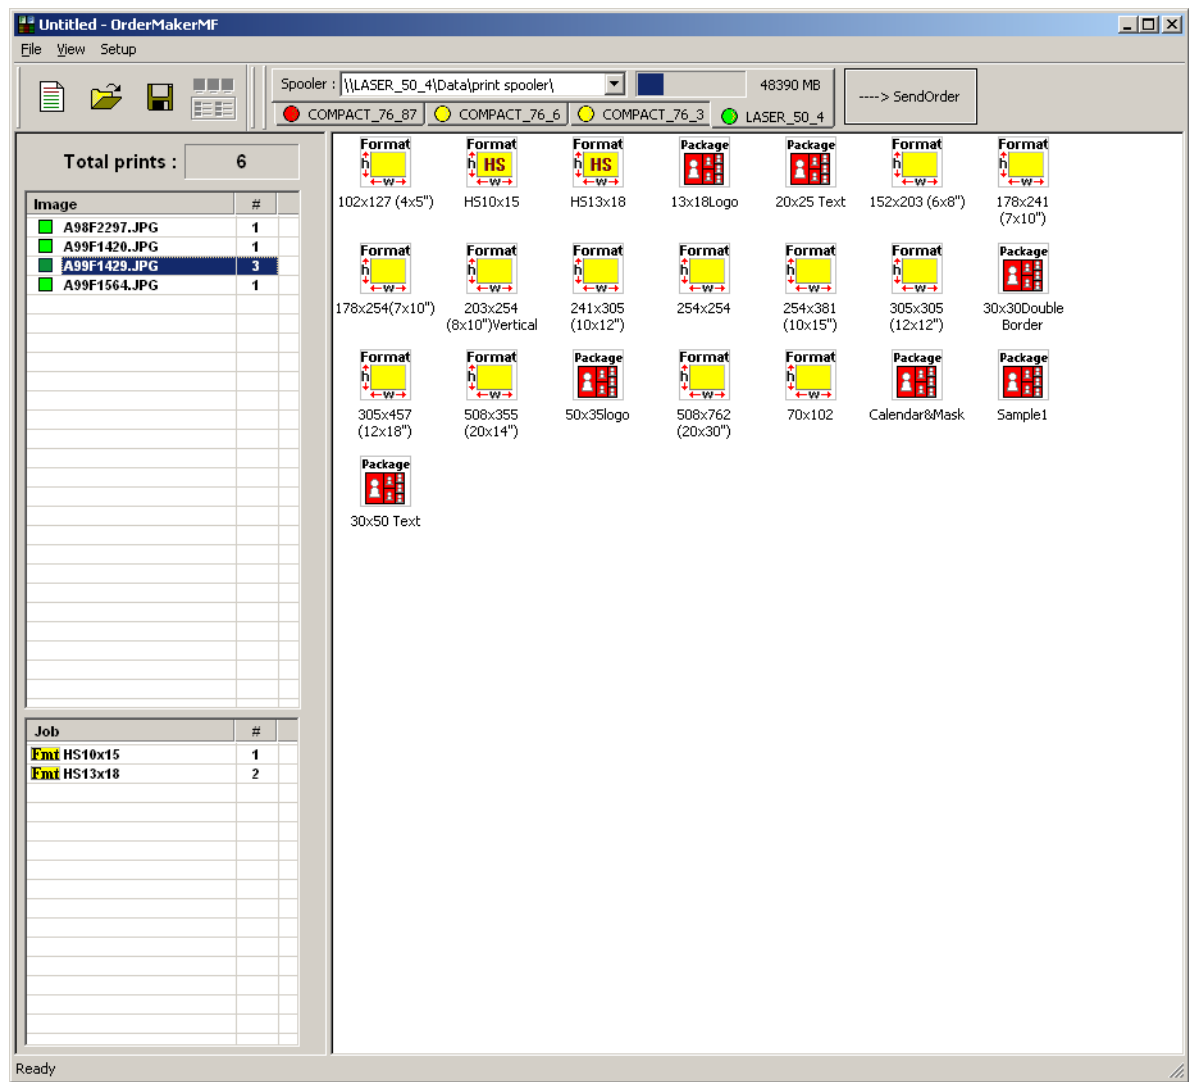 Untitled - OrderMakerMF
File View Setup
Spooler : \\LASER_50_4\Data\print spooler\ 48390 MB
----> SendOrder
COMPACT_76_87 COMPACT_76_6 COMPACT_76_3 LASER_50_4
Total prints : 6
Image #
A98F2297.JPG 1
A99F1420.JPG 1
A99F1429.JPG 3
A99F1564.JPG 1
Job #
Fmt HS10x15 1
Fmt HS13x18 2
Format h w Format h HS w Format h HS w Package Package Format h w Format h w
102x127 (4x5") HS10x15 HS13x18 13x18Logo 20x25 Text 152x203 (6x8") 178x241
(7x10")
Format h w Format h w Format h w Format h w Format h w Format h w Package
178x254(7x10") 203x254 241x305 254x254 254x381 305x305 30x30Double
(8x10")Vertical (10x12") (10x15") (12x12") Border
Format h w Format h w Package Format h w Format h w Package Package
305x457 508x355 50x35logo 508x762 70x102 Calendar&Mask Sample1
(12x18") (20x14") (20x30")
Package
30x50 Text
Ready